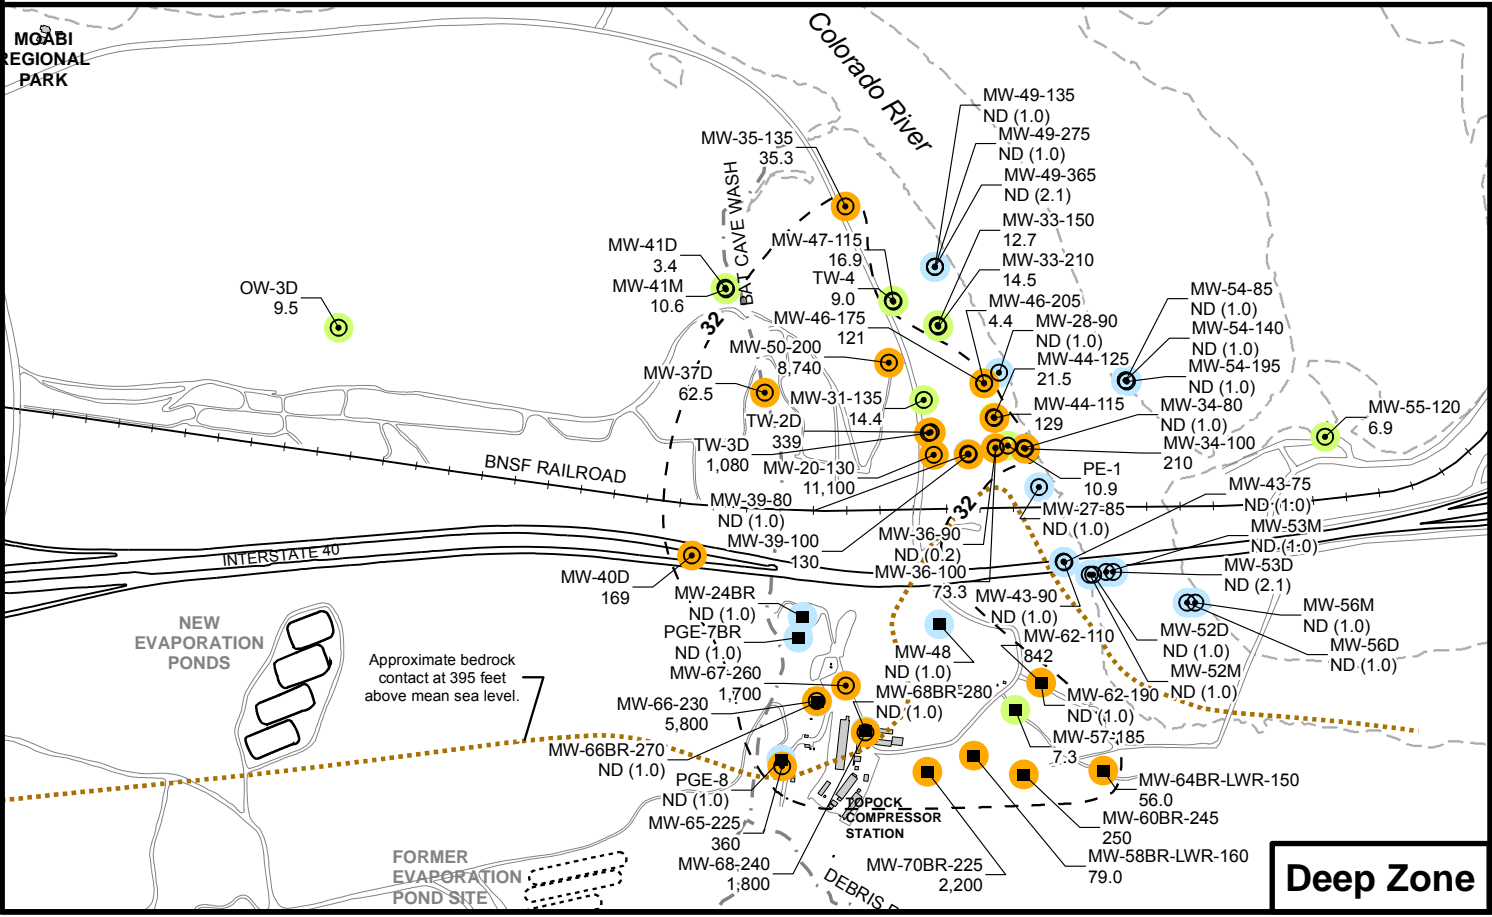 MOABI
REGIONAL
PARK
Colorado River
MW-49-135
ND (1.0)
MW-49-275
ND (1.0)
MW-49-365
ND (2.1)
MW-35-135
35.3
BAT CAVE WASH
MW-33-150
12.7
MW-33-210
14.5
MW-47-115
16.9
TW-4
9.0
MW-41D
3.4
MW-41M
10.6
OW-3D
9.5
32
MW-46-175
121
MW-46-205
4.4
MW-28-90
ND (1.0)
MW-54-85
ND (1.0)
MW-54-140
ND (1.0)
MW-54-195
ND (1.0)
MW-50-200
8,740
MW-44-125
21.5
MW-37D
62.5
MW-31-135
14.4
MW-44-115
129
MW-34-80
ND (1.0)
MW-55-120
6.9
TW-2D
339
TW-3D
1,080
MW-34-100
210
MW-20-130
11,100
PE-1
10.9
BNSF RAILROAD
MW-43-75
ND (1.0)
MW-39-80
ND (1.0)
32
MW-27-85
ND (1.0)
MW-53M
ND (1.0)
MW-39-100
130
MW-36-90
ND (0.2)
INTERSTATE 40
MW-36-100
73.3
MW-53D
ND (2.1)
MW-40D
169
MW-24BR
ND (1.0)
MW-43-90
ND (1.0)
MW-56M
ND (1.0)
MW-56D
ND (1.0)
NEW
EVAPORATION
PONDS
PGE-7BR
ND (1.0)
MW-62-110
842
MW-52D
ND (1.0)
MW-52M
ND (1.0)
Approximate bedrock
contact at 395 feet
above mean sea level.
MW-48
ND (1.0)
MW-67-260
1,700
MW-68BR-280
ND (1.0)
MW-62-190
ND (1.0)
MW-66-230
5,800
MW-57-185
7.3
MW-66BR-270
ND (1.0)
PGE-8
ND (1.0)
MW-64BR-LWR-150
56.0
TOPOCK
COMPRESSOR
STATION
MW-65-225
360
MW-60BR-245
250
MW-68-240
1,800
MW-70BR-225
2,200
MW-58BR-LWR-160
79.0
FORMER
EVAPORATION
POND SITE
DEBRIS
Deep Zone